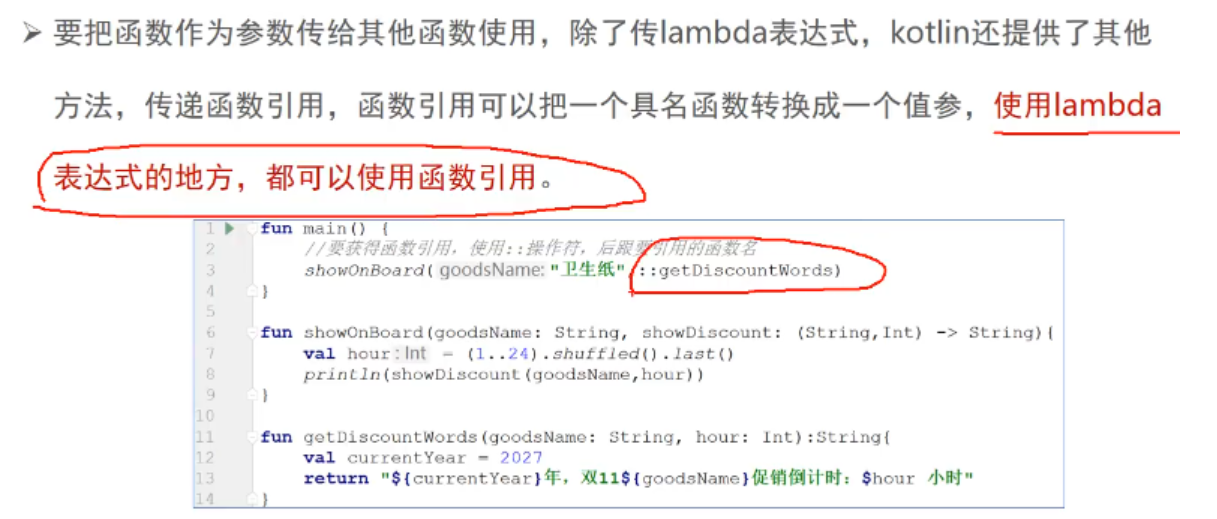 ➢ 要把函数作为参数传给其他函数使用，除了传lambda表达式，kotlin还提供了其他
方法，传递函数引用，函数引用可以把一个具名函数转换成一个值参，使用lambda
表达式的地方，都可以使用函数引用。
1 fun main() {
2 //要获得函数引用，使用::操作符，后跟要引用的函数名
3 showOnBoard( goodsName: "卫生纸",::getDiscountWords)
4 }
5
6 fun showOnBoard(goodsName: String, showDiscount: (String,Int) -> String){
7 val hour: Int = (1..24).shuffled().last()
8 println(showDiscount(goodsName,hour))
9 }
10
11 fun getDiscountWords(goodsName: String, hour: Int):String{
12 val currentYear = 2027
13 return "${currentYear}年，双11${goodsName}促销倒计时：$hour 小时"
14 }